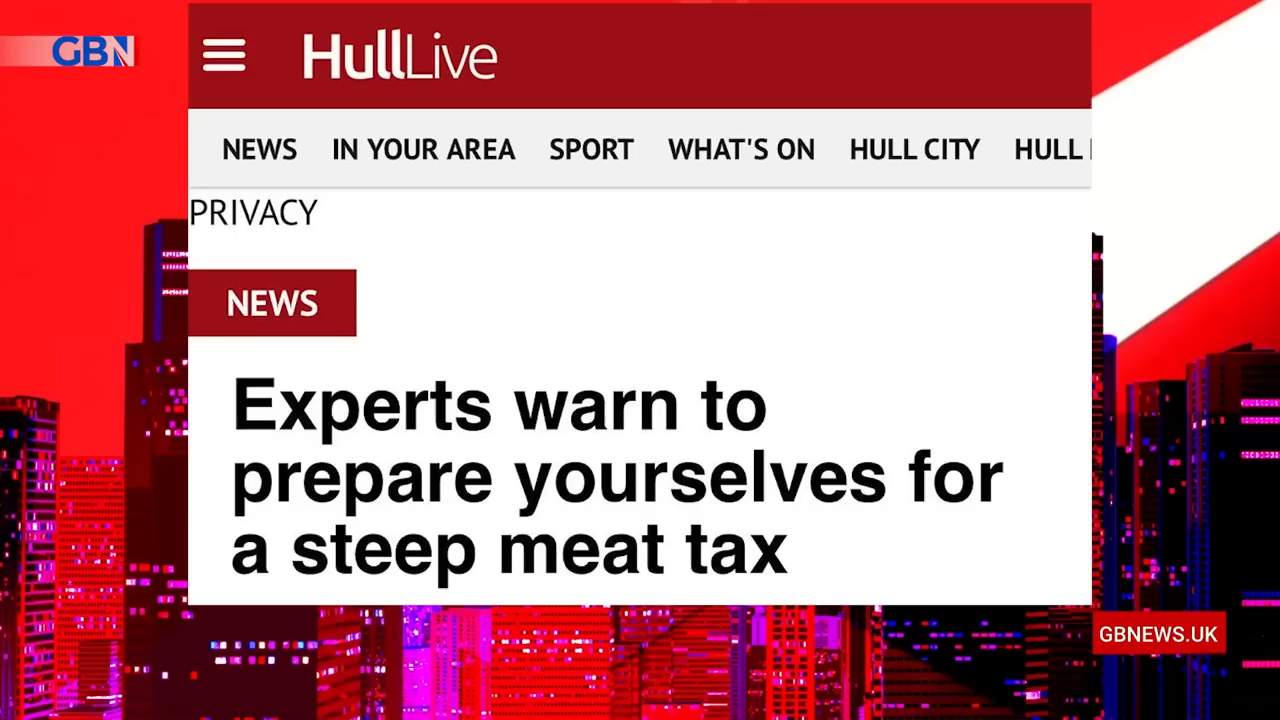 GBN
HullLive
NEWS IN YOUR AREA SPORT WHAT'S ON HULL CITY HULL
PRIVACY
NEWS
Experts warn to
prepare yourselves for
a steep meat tax
GBNEWS.UK